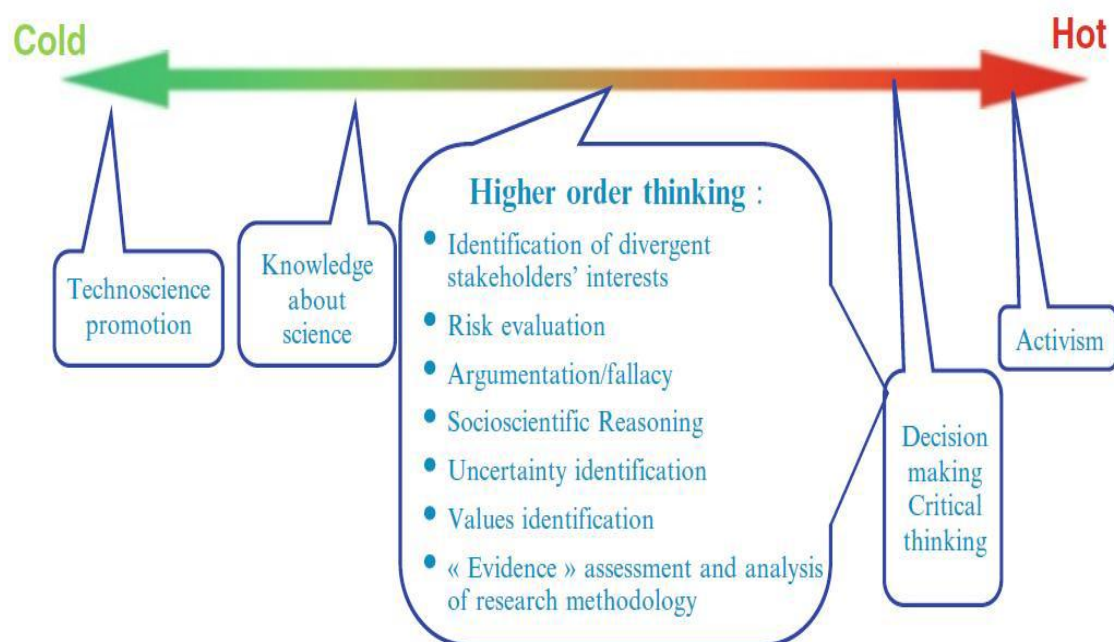 Cold
Hot
Technoscience
promotion
Knowledge
about
science
Higher order thinking :
• Identification of divergent
stakeholders’ interests
• Risk evaluation
• Argumentation/fallacy
• Socioscientific Reasoning
• Uncertainty identification
• Values identification
• « Evidence » assessment and analysis
of research methodology
Decision
making
Critical
thinking
Activism